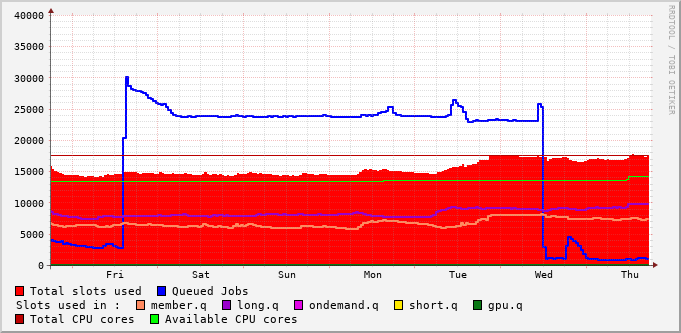 RRDTOOL / TOBI OETIKER
40000
35000
30000
25000
20000
15000
10000
5000
0
Fri Sat Sun Mon Tue Wed Thu
Total slots used Queued Jobs
Slots used in : member.q long.q ondemand.q short.q gpu.q
Total CPU cores Available CPU cores